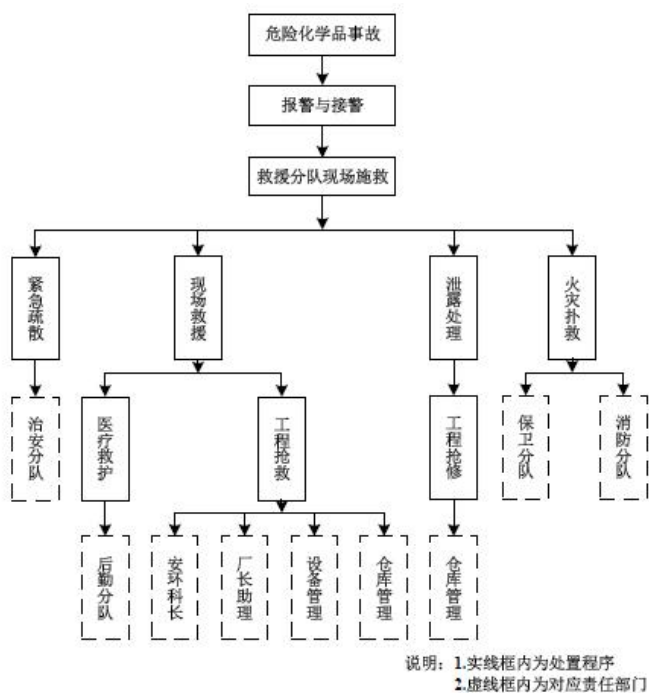 危险化学品事故
报警与接警
救援分队现场施救
紧急疏散
现场救援
泄露处理
火灾扑救
治安分队
医疗救护
工程抢救
工程抢修
保卫分队
消防分队
后勤分队
安环科长
厂长助理
设备管理
仓库管理
仓库管理
说明：1.实线框内为处置程序
2.虚线框内为对应责任部门